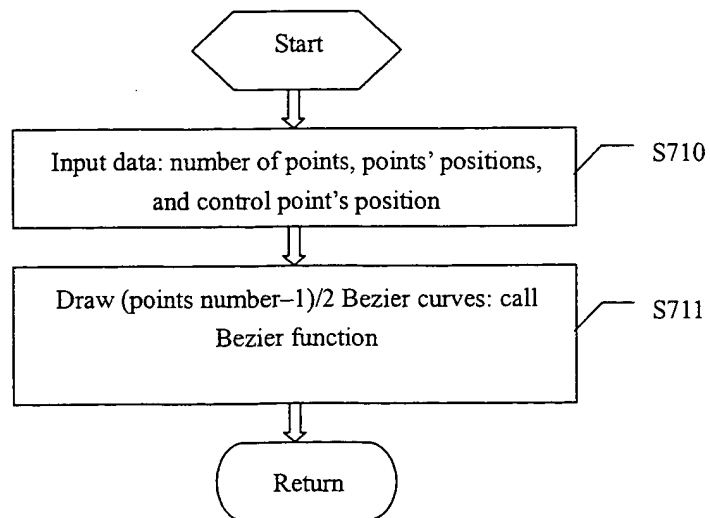 Start
Input data: number of points, points’ positions,
and control point’s position
S710
Draw (points number–1)/2 Bezier curves: call
Bezier function
S711
Return